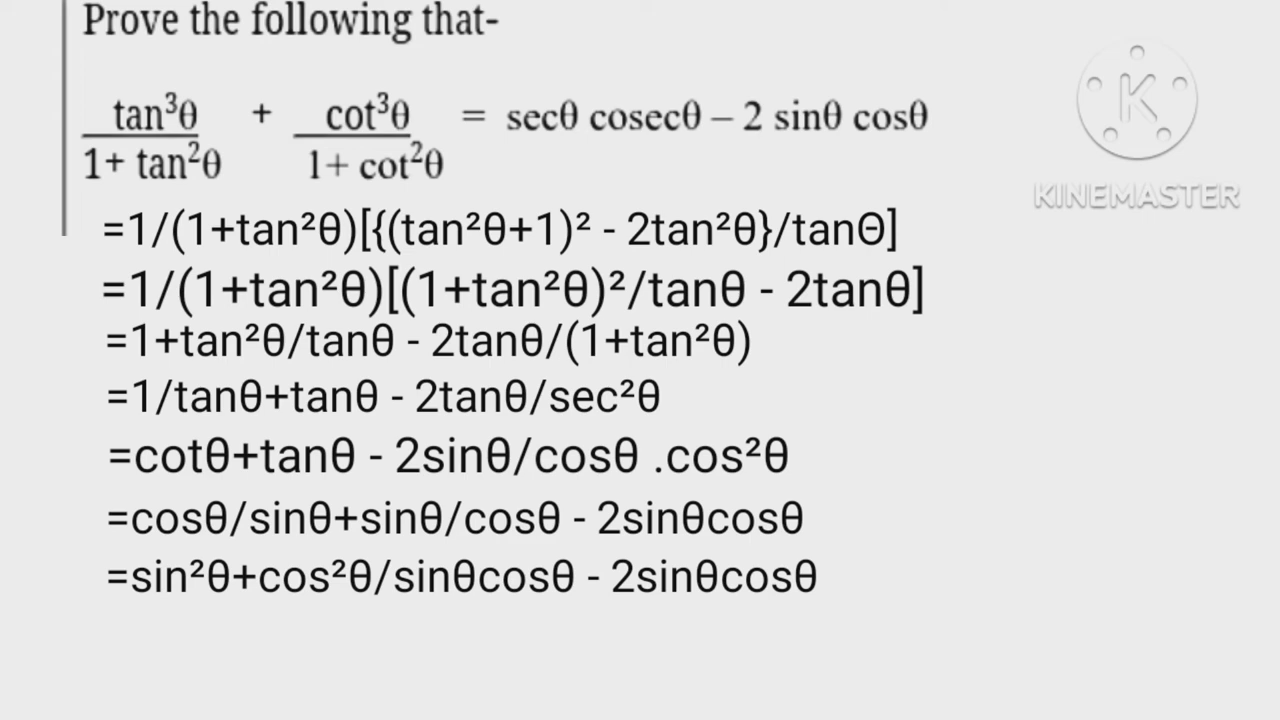 Prove the following that-
tan³θ/1+ tan²θ + cot³θ/1+ cot²θ = secθ cosecθ – 2 sinθ cosθ
KINEMASTER
=1/(1+tan²θ)[{(tan²θ+1)² - 2tan²θ}/tanΘ]
=1/(1+tan²θ)[(1+tan²θ)²/tanθ - 2tanθ]
=1+tan²θ/tanθ - 2tanθ/(1+tan²θ)
=1/tanθ+tanθ - 2tanθ/sec²θ
=cotθ+tanθ - 2sinθ/cosθ .cos²θ
=cosθ/sinθ+sinθ/cosθ - 2sinθcosθ
=sin²θ+cos²θ/sinθcosθ - 2sinθcosθ